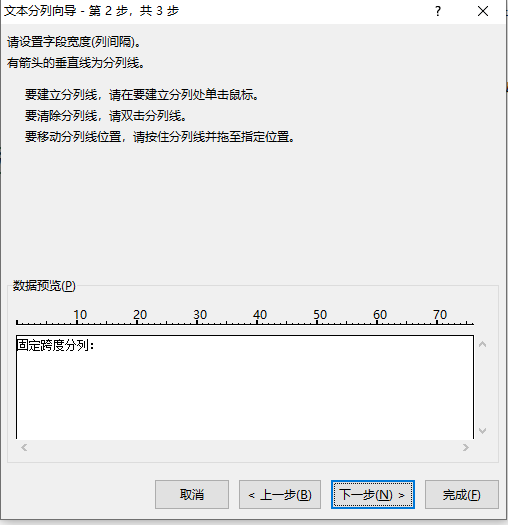 文本分列向导 - 第 2 步，共 3 步
?
请设置字段宽度(列间隔)。
有箭头的垂直线为分列线。
要建立分列线，请在要建立分列处单击鼠标。
要清除分列线，请双击分列线。
要移动分列线位置，请按住分列线并拖至指定位置。
数据预览(P)
10 20 30 40 50 60 70
固定跨度分列:
取消 < 上一步(B) 下一步(N) > 完成(F)